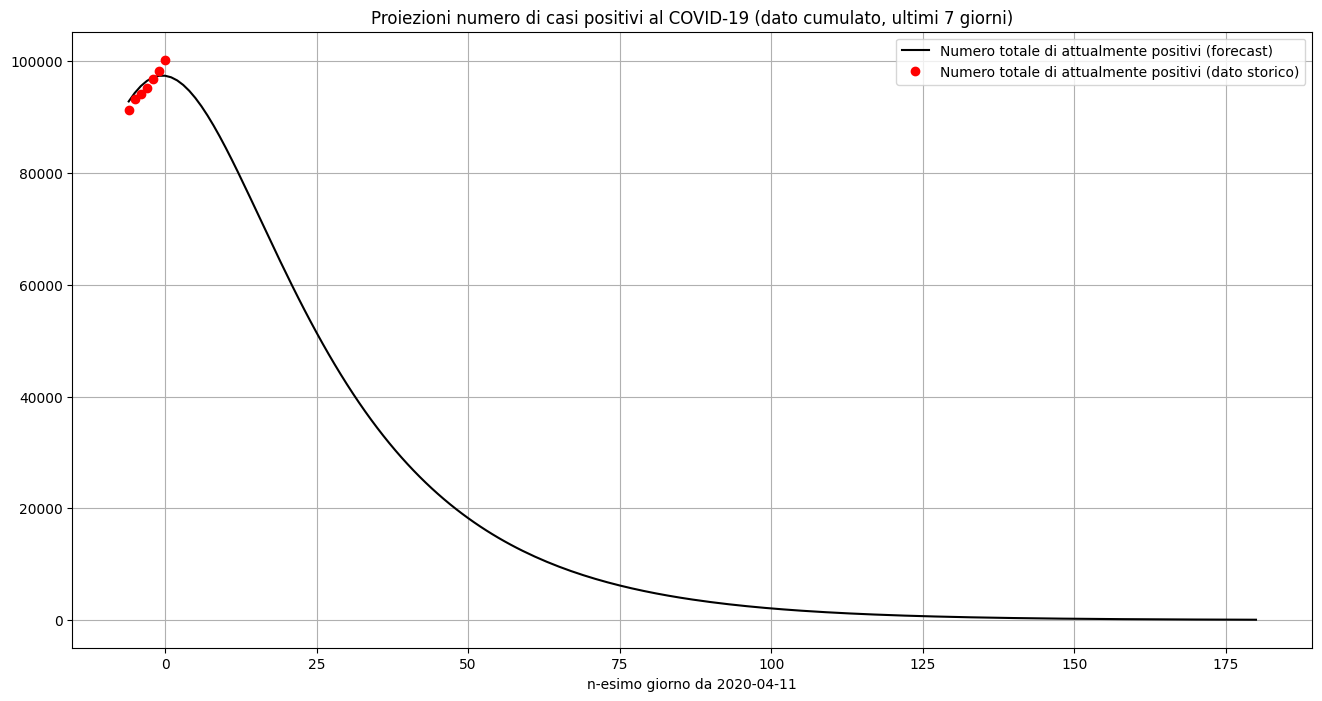 Proiezioni numero di casi positivi al COVID-19 (dato cumulato, ultimi 7 giorni)
Numero totale di attualmente positivi (forecast)
Numero totale di attualmente positivi (dato storico)
100000
80000
60000
40000
20000
0
0 25 50 75 100 125 150 175
n-esimo giorno da 2020-04-11